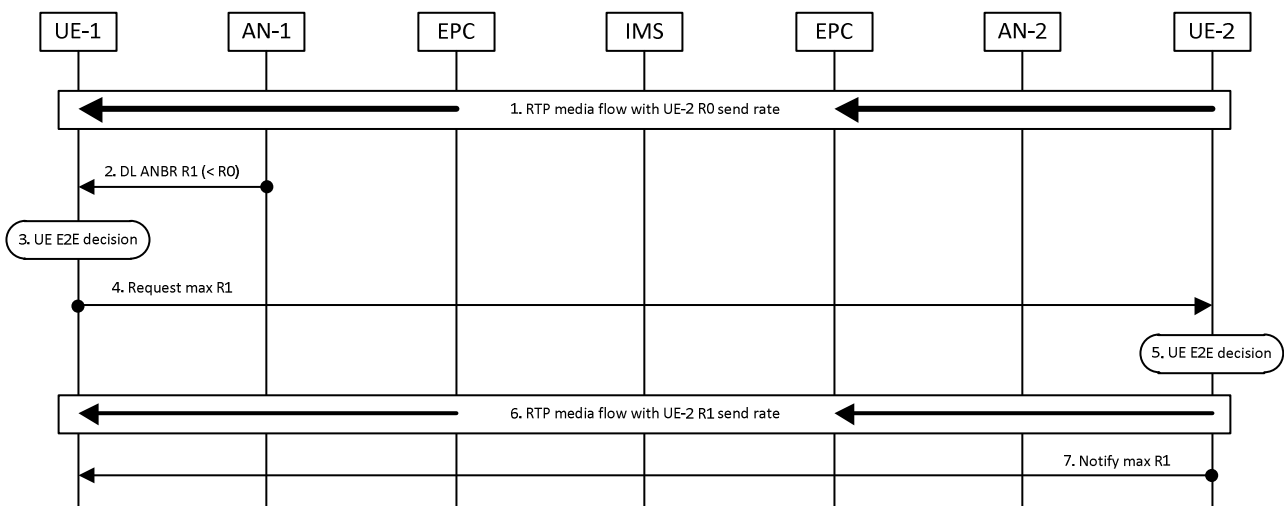 UE-1
AN-1
EPC
IMS
EPC
AN-2
UE-2
1. RTP media flow with UE-2 R0 send rate
2. DL ANBR R1 (< R0)
3. UE E2E decision
4. Request max R1
5. UE E2E decision
6. RTP media flow with UE-2 R1 send rate
7. Notify max R1